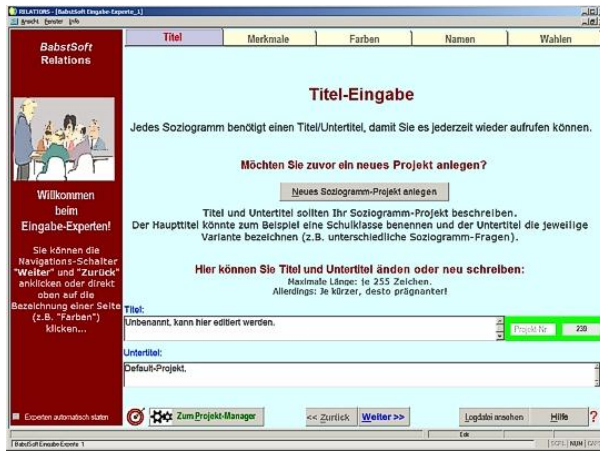 RELATIONS - [BabstSoft Eingabe-Experte_1]
Ansicht Fenster Info
BabstSoft
Relations
Willkommen
beim
Eingabe-Experten!
Sie können die
Navigations-Schalter
"Weiter" und "Zurück"
anklicken oder direkt
oben auf die
Bezeichnung einer Seite
(z.B. "Farben")
klicken...
Experten automatisch starten
Titel Merkmale Farben Namen Wahlen
Titel-Eingabe
Jedes Soziogramm benötigt einen Titel/Untertitel, damit Sie es jederzeit wieder aufrufen können.
Möchten Sie zuvor ein neues Projekt anlegen?
Neues Soziogramm-Projekt anlegen
Titel und Untertitel sollten Ihr Soziogramm-Projekt beschreiben.
Der Haupttitel könnte zum Beispiel eine Schulklasse benennen und der Untertitel die jeweilige
Variante bezeichnen (z.B. unterschiedliche Soziogramm-Fragen).
Hier können Sie Titel und Untertitel änden oder neu schreiben:
Maximale Länge: je 255 Zeichen.
Allerdings: Je kürzer, desto prägnanter!
Titel:
Unbenannt, kann hier editiert werden.
Projekt Nr 230
Untertitel:
Default-Projekt.
Zum Projekt-Manager << Zurück Weiter >> Logdatei ansehen Hilfe ?
BabstSoft Eingabe-Experte 1 SCRL NUM CAPS